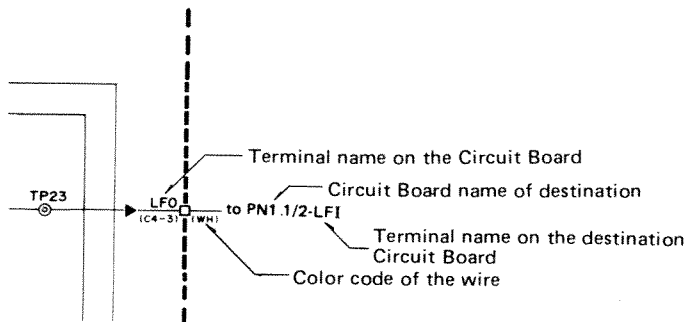 Terminal name on the Circuit Board
TP23
LFO
Circuit Board name of destination
(C4-3)
(WH)
to PN1.1/2-LFI
Terminal name on the destination
Circuit Board
Color code of the wire